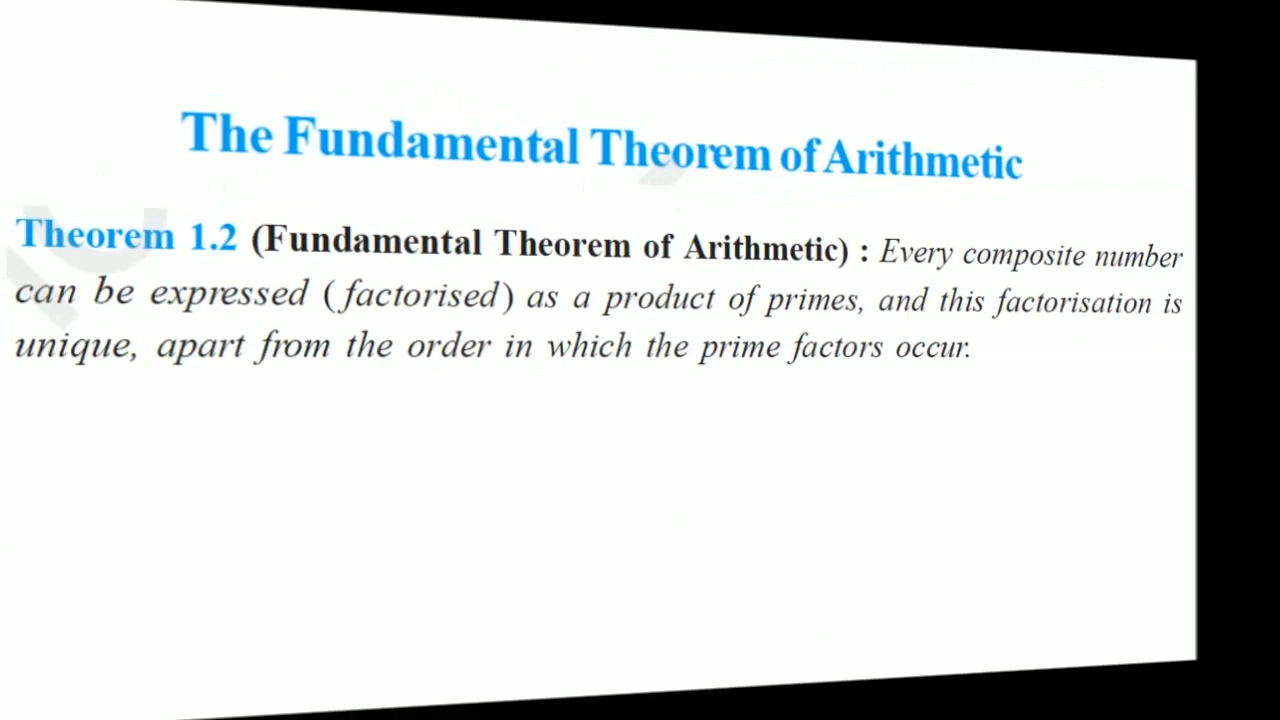 The Fundamental Theorem of Arithmetic
Theorem 1.2 (Fundamental Theorem of Arithmetic) : Every composite number
can be expressed (factorised) as a product of primes, and this factorisation is
unique, apart from the order in which the prime factors occur.